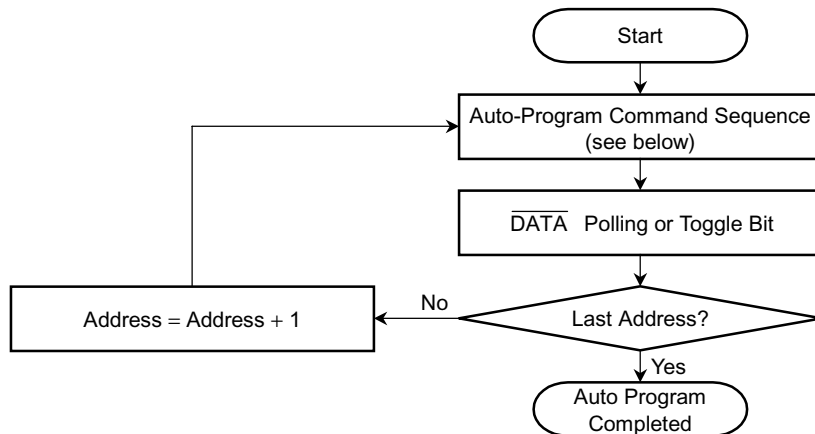 Start
Auto-Program Command Sequence
(see below)
DATA Polling or Toggle Bit
Address = Address + 1
No
Last Address?
Yes
Auto Program
Completed